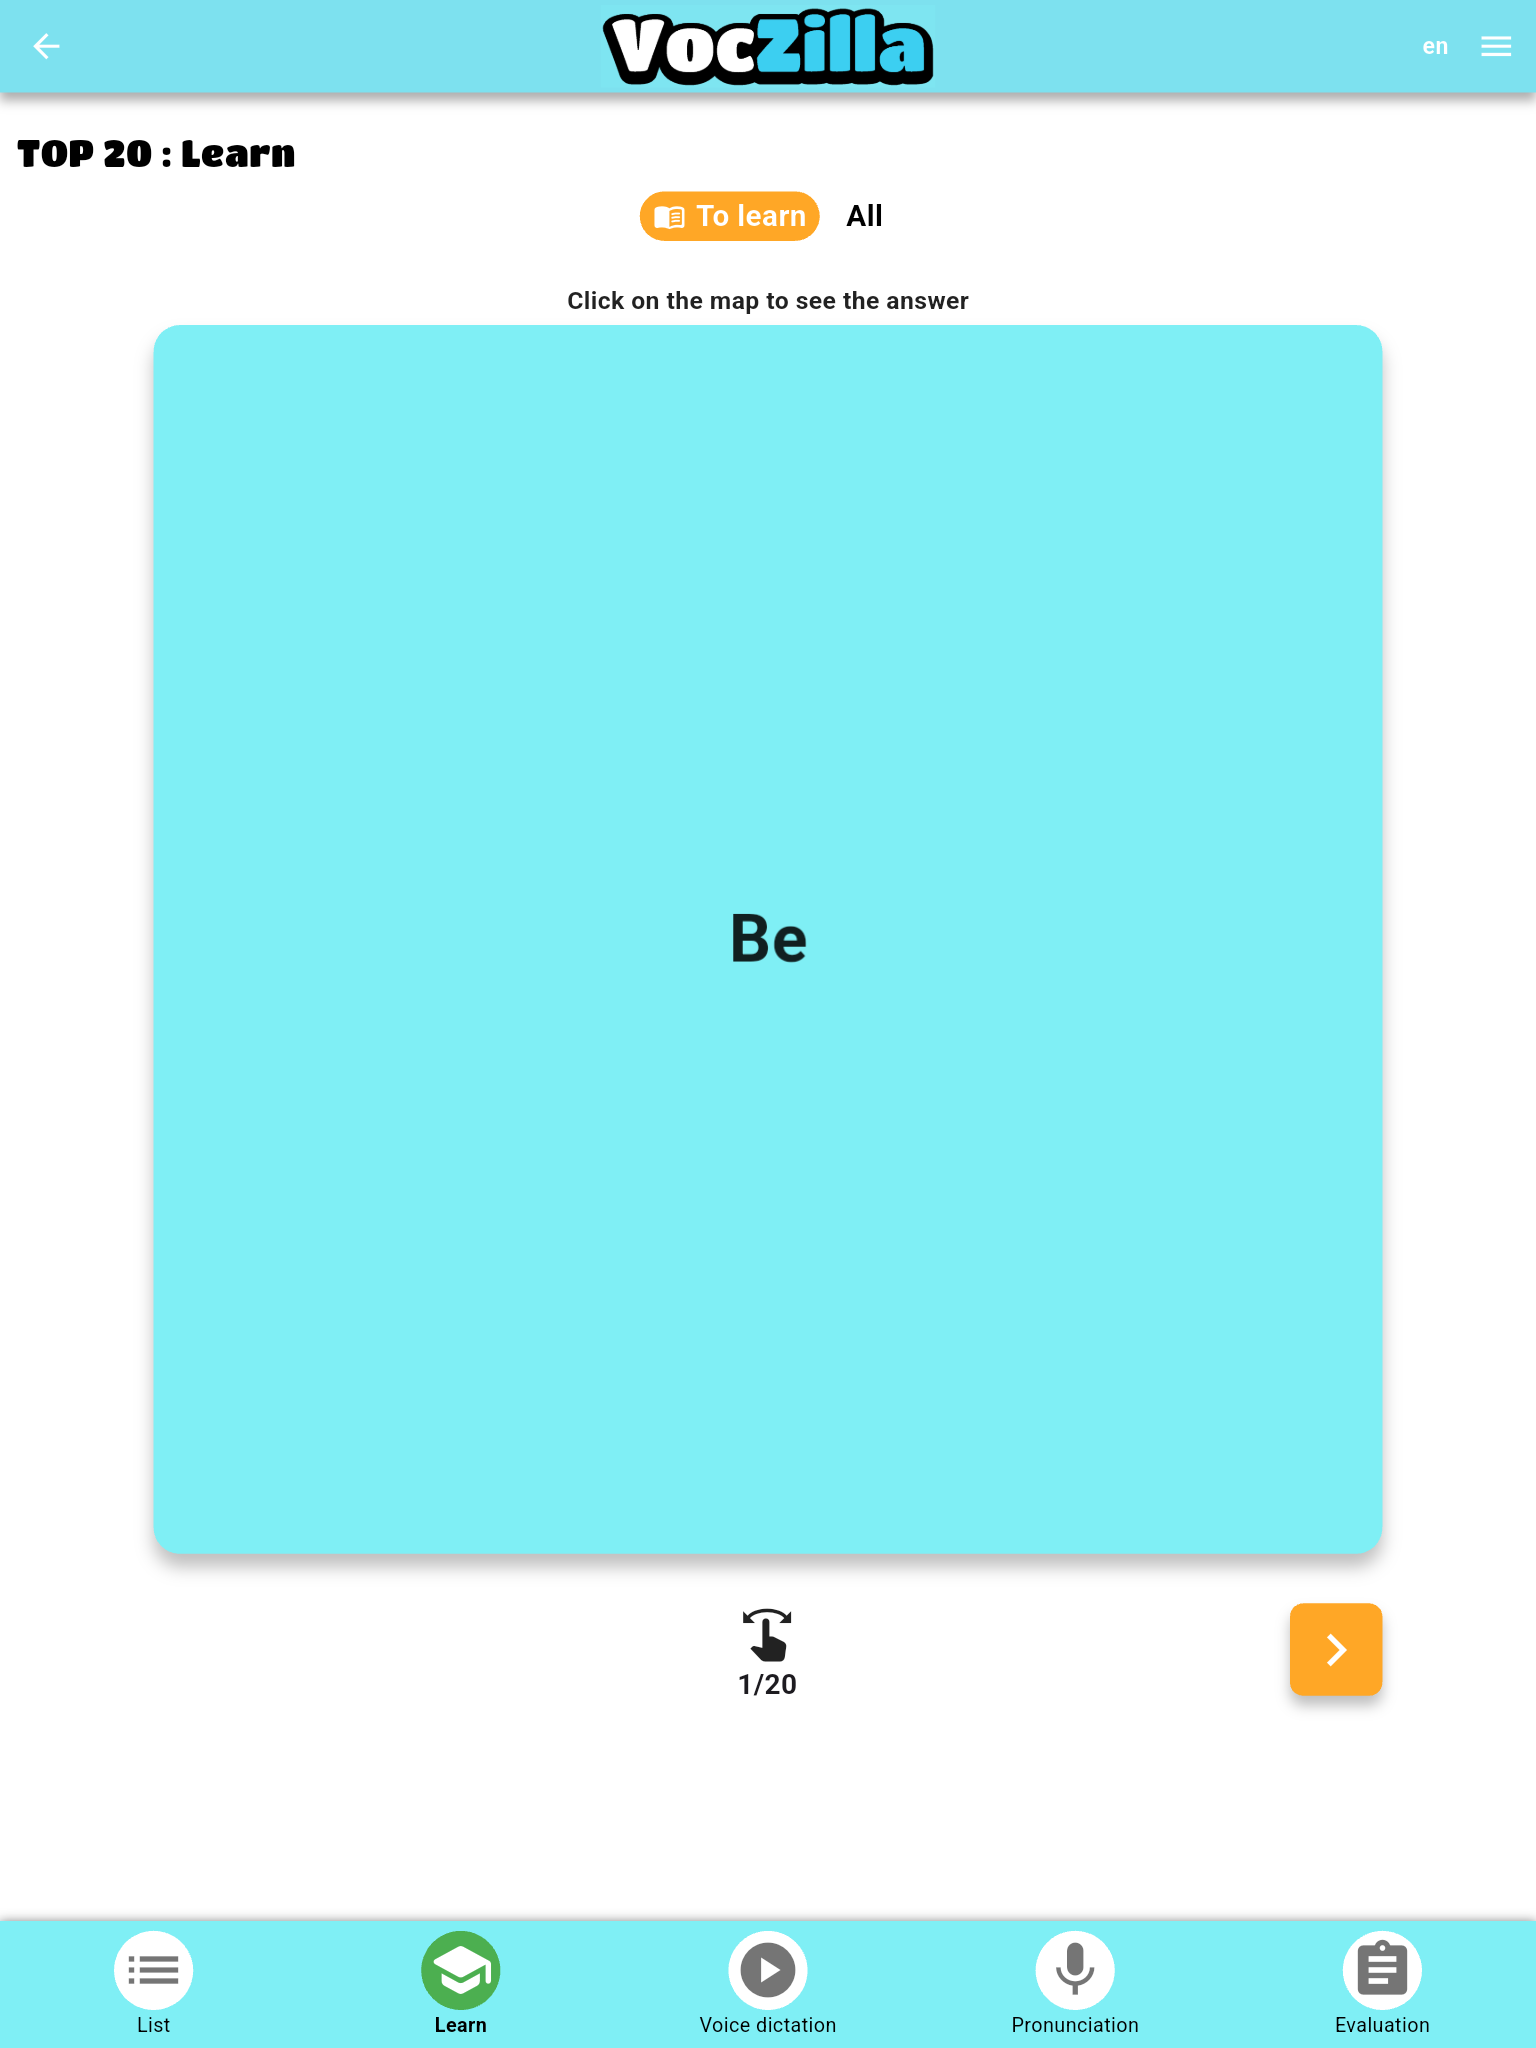 VocZilla
en
TOP 20 : Learn
To learn
All
Click on the map to see the answer
Be
1/20
List
Learn
Voice dictation
Pronunciation
Evaluation